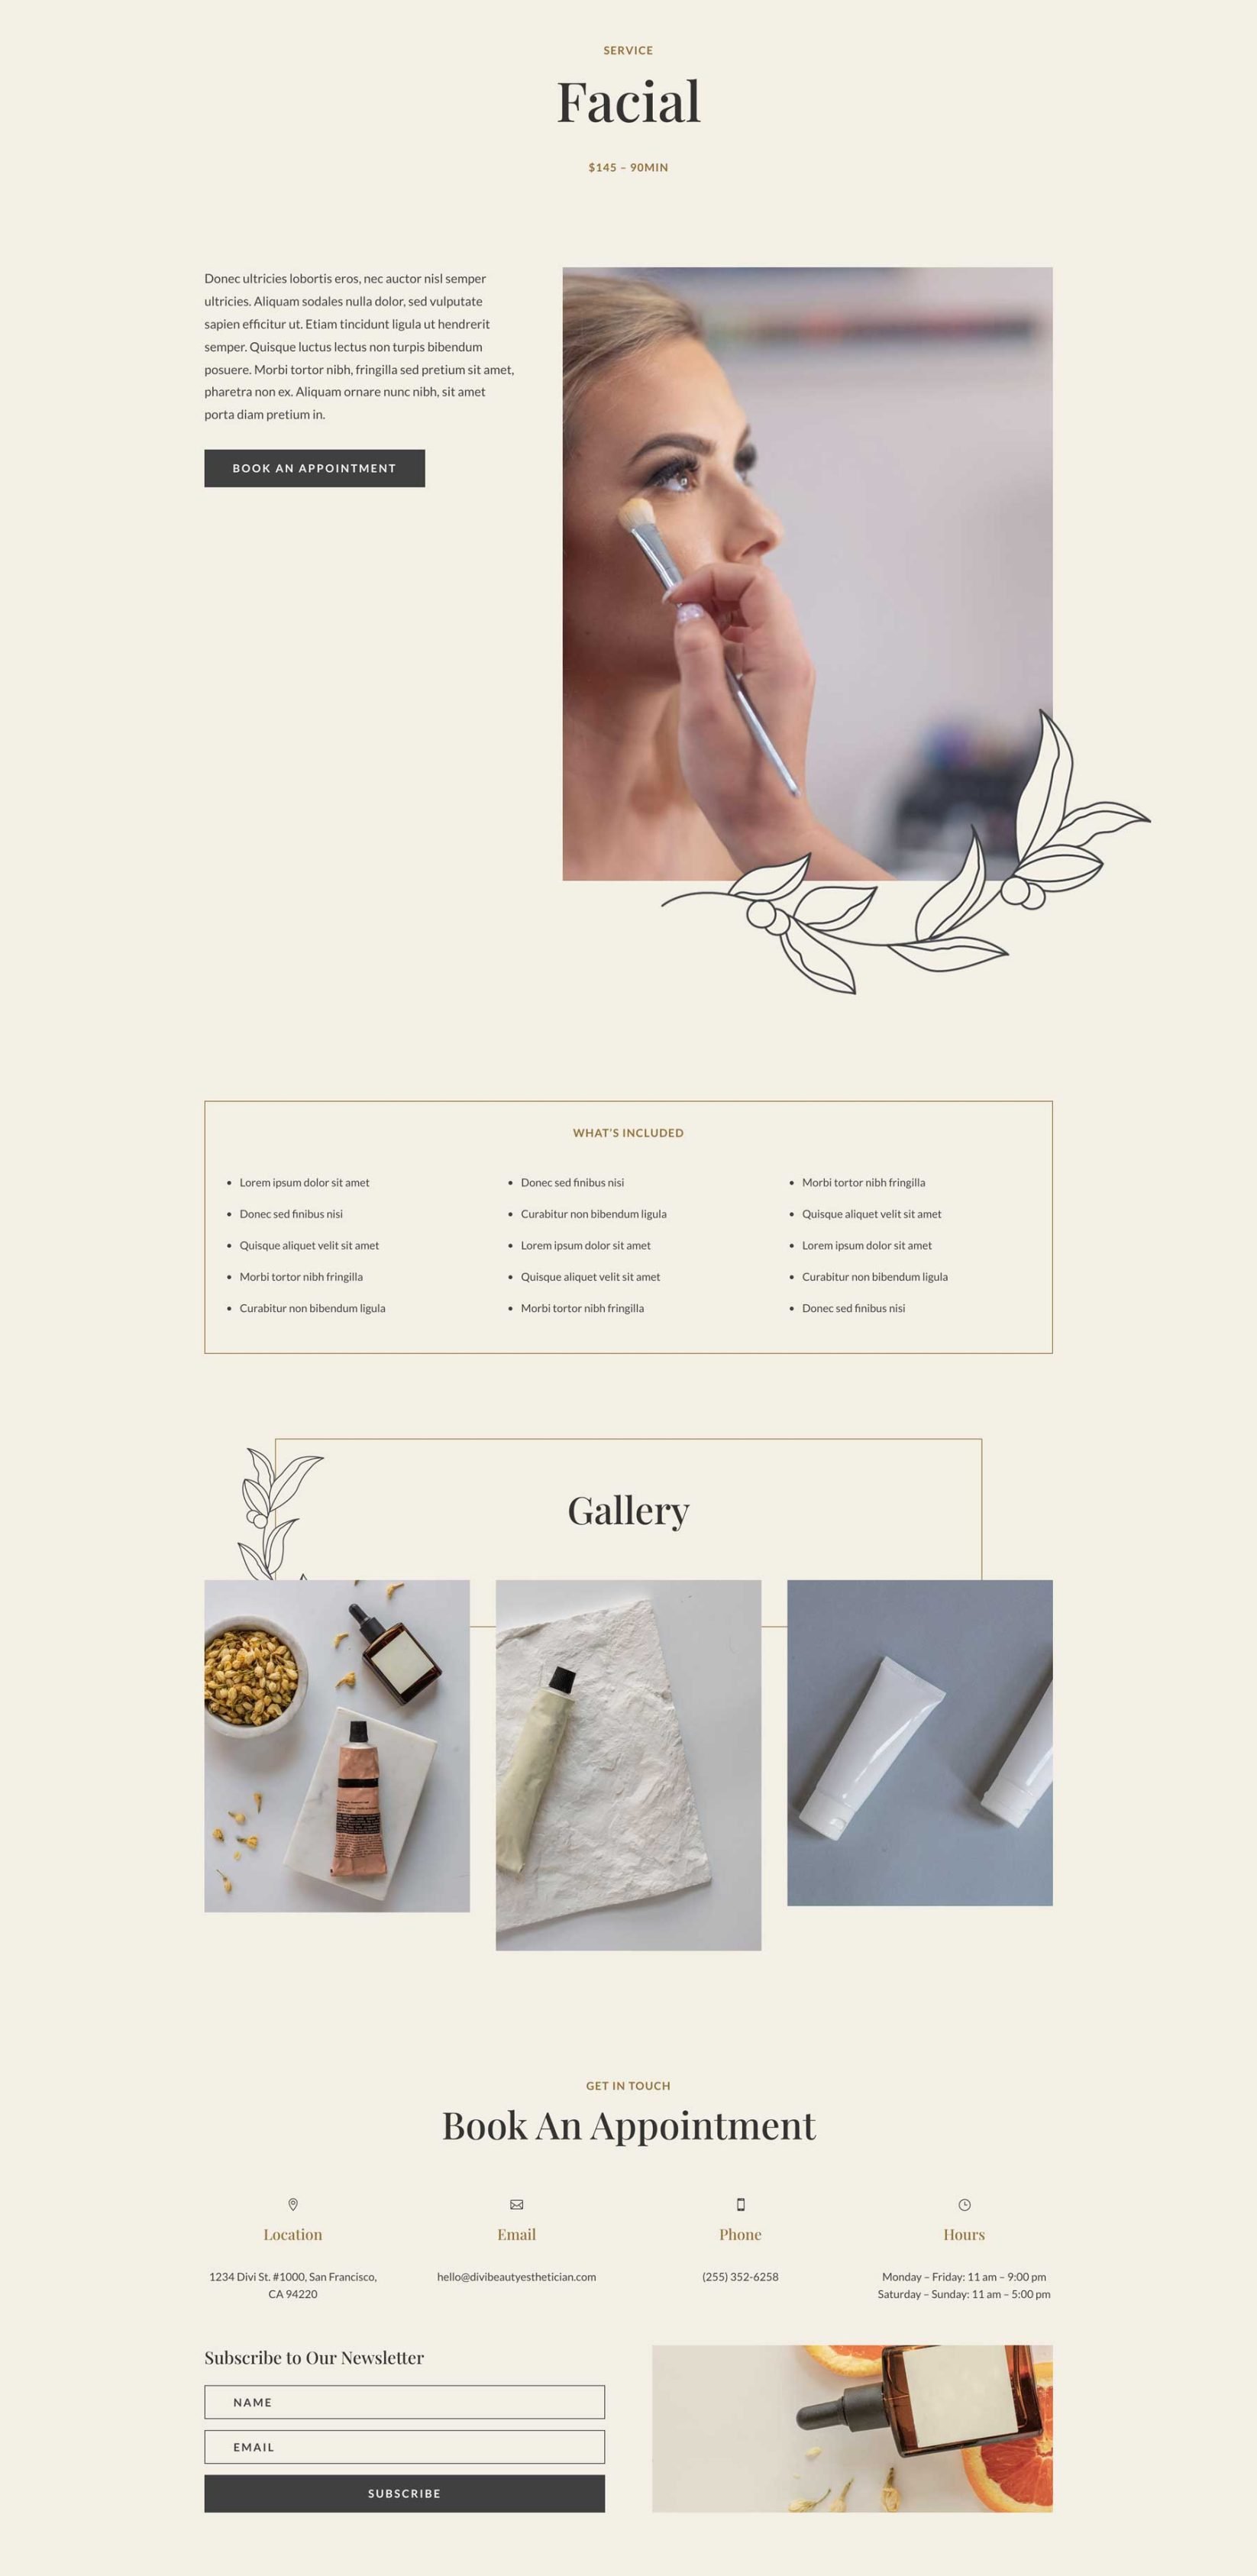 SERVICE
Facial
$145 – 90MIN
Donec ultricies lobortis eros, nec auctor nisl semper
ultricies. Aliquam sodales nulla dolor, sed vulputate
sapien efficitur ut. Etiam tincidunt ligula ut hendrerit
semper. Quisque luctus lectus non turpis bibendum
posuere. Morbi tortor nibh, fringilla sed pretium sit amet,
pharetra non ex. Aliquam ornare nunc nibh, sit amet
porta diam pretium in.
BOOK AN APPOINTMENT
WHAT'S INCLUDED
• Lorem ipsum dolor sit amet
• Donec sed finibus nisi
• Quisque aliquet velit sit amet
• Morbi tortor nibh fringilla
• Curabitur non bibendum ligula
• Donec sed finibus nisi
• Curabitur non bibendum ligula
• Lorem ipsum dolor sit amet
• Quisque aliquet velit sit amet
• Morbi tortor nibh fringilla
• Morbi tortor nibh fringilla
• Quisque aliquet velit sit amet
• Lorem ipsum dolor sit amet
• Curabitur non bibendum ligula
• Donec sed finibus nisi
Gallery
GET IN TOUCH
Book An Appointment
Location
1234 Divi St. #1000, San Francisco,
CA 94220
Email
hello@divibeautyesthetician.com
Phone
(255) 352-6258
Hours
Monday – Friday: 11 am – 9:00 pm
Saturday – Sunday: 11 am – 5:00 pm
Subscribe to Our Newsletter
NAME
EMAIL
SUBSCRIBE